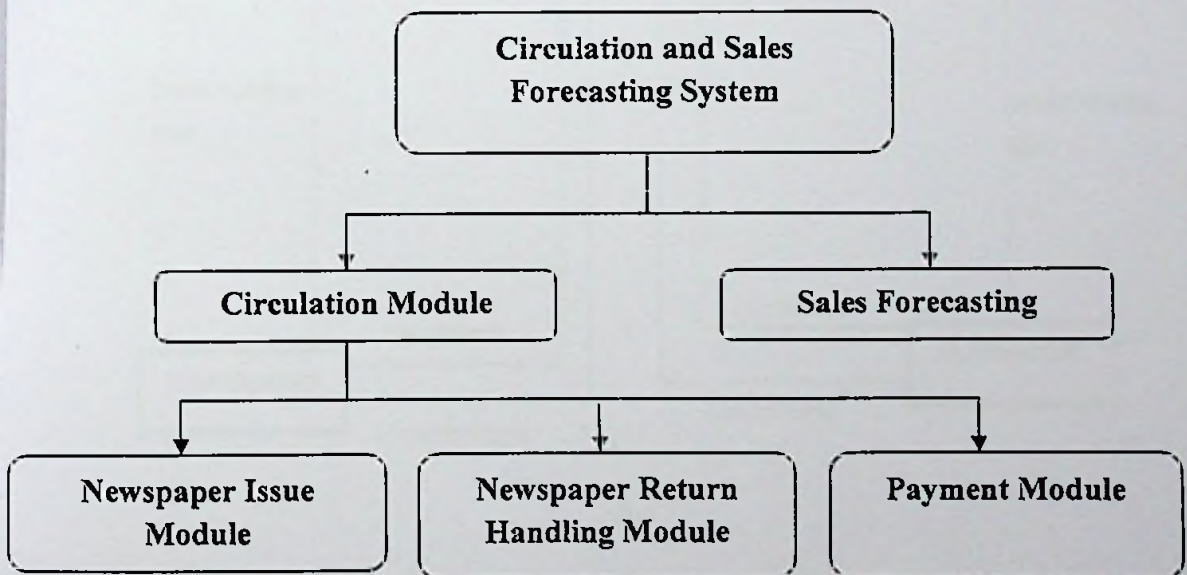 Circulation and Sales
Forecasting System
Circulation Module
Sales Forecasting
Newspaper Issue
Module
Newspaper Return
Handling Module
Payment Module